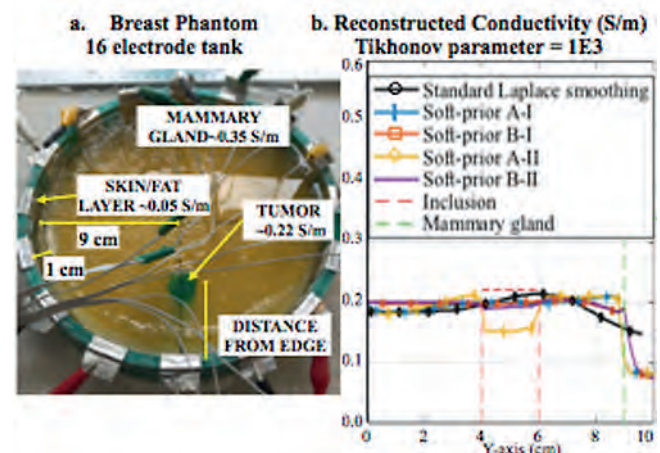 a. Breast Phantom
16 electrode tank
MAMMARY
GLAND~0.35 S/m
SKIN/FAT
LAYER ~0.05 S/m
TUMOR
~0.22 S/m
9 cm
1 cm
DISTANCE
FROM EDGE
b. Reconstructed Conductivity (S/m)
Tikhonov parameter = 1E3
0.6
0.5
0.4
0.3
0.2
0.1
0.0
Standard Laplace smoothing
Soft-prior A-I
Soft-prior B-I
Soft-prior A-II
Soft-prior B-II
Inclusion
Mammary gland
0 2 4 6 8 10
Y-axis (cm)